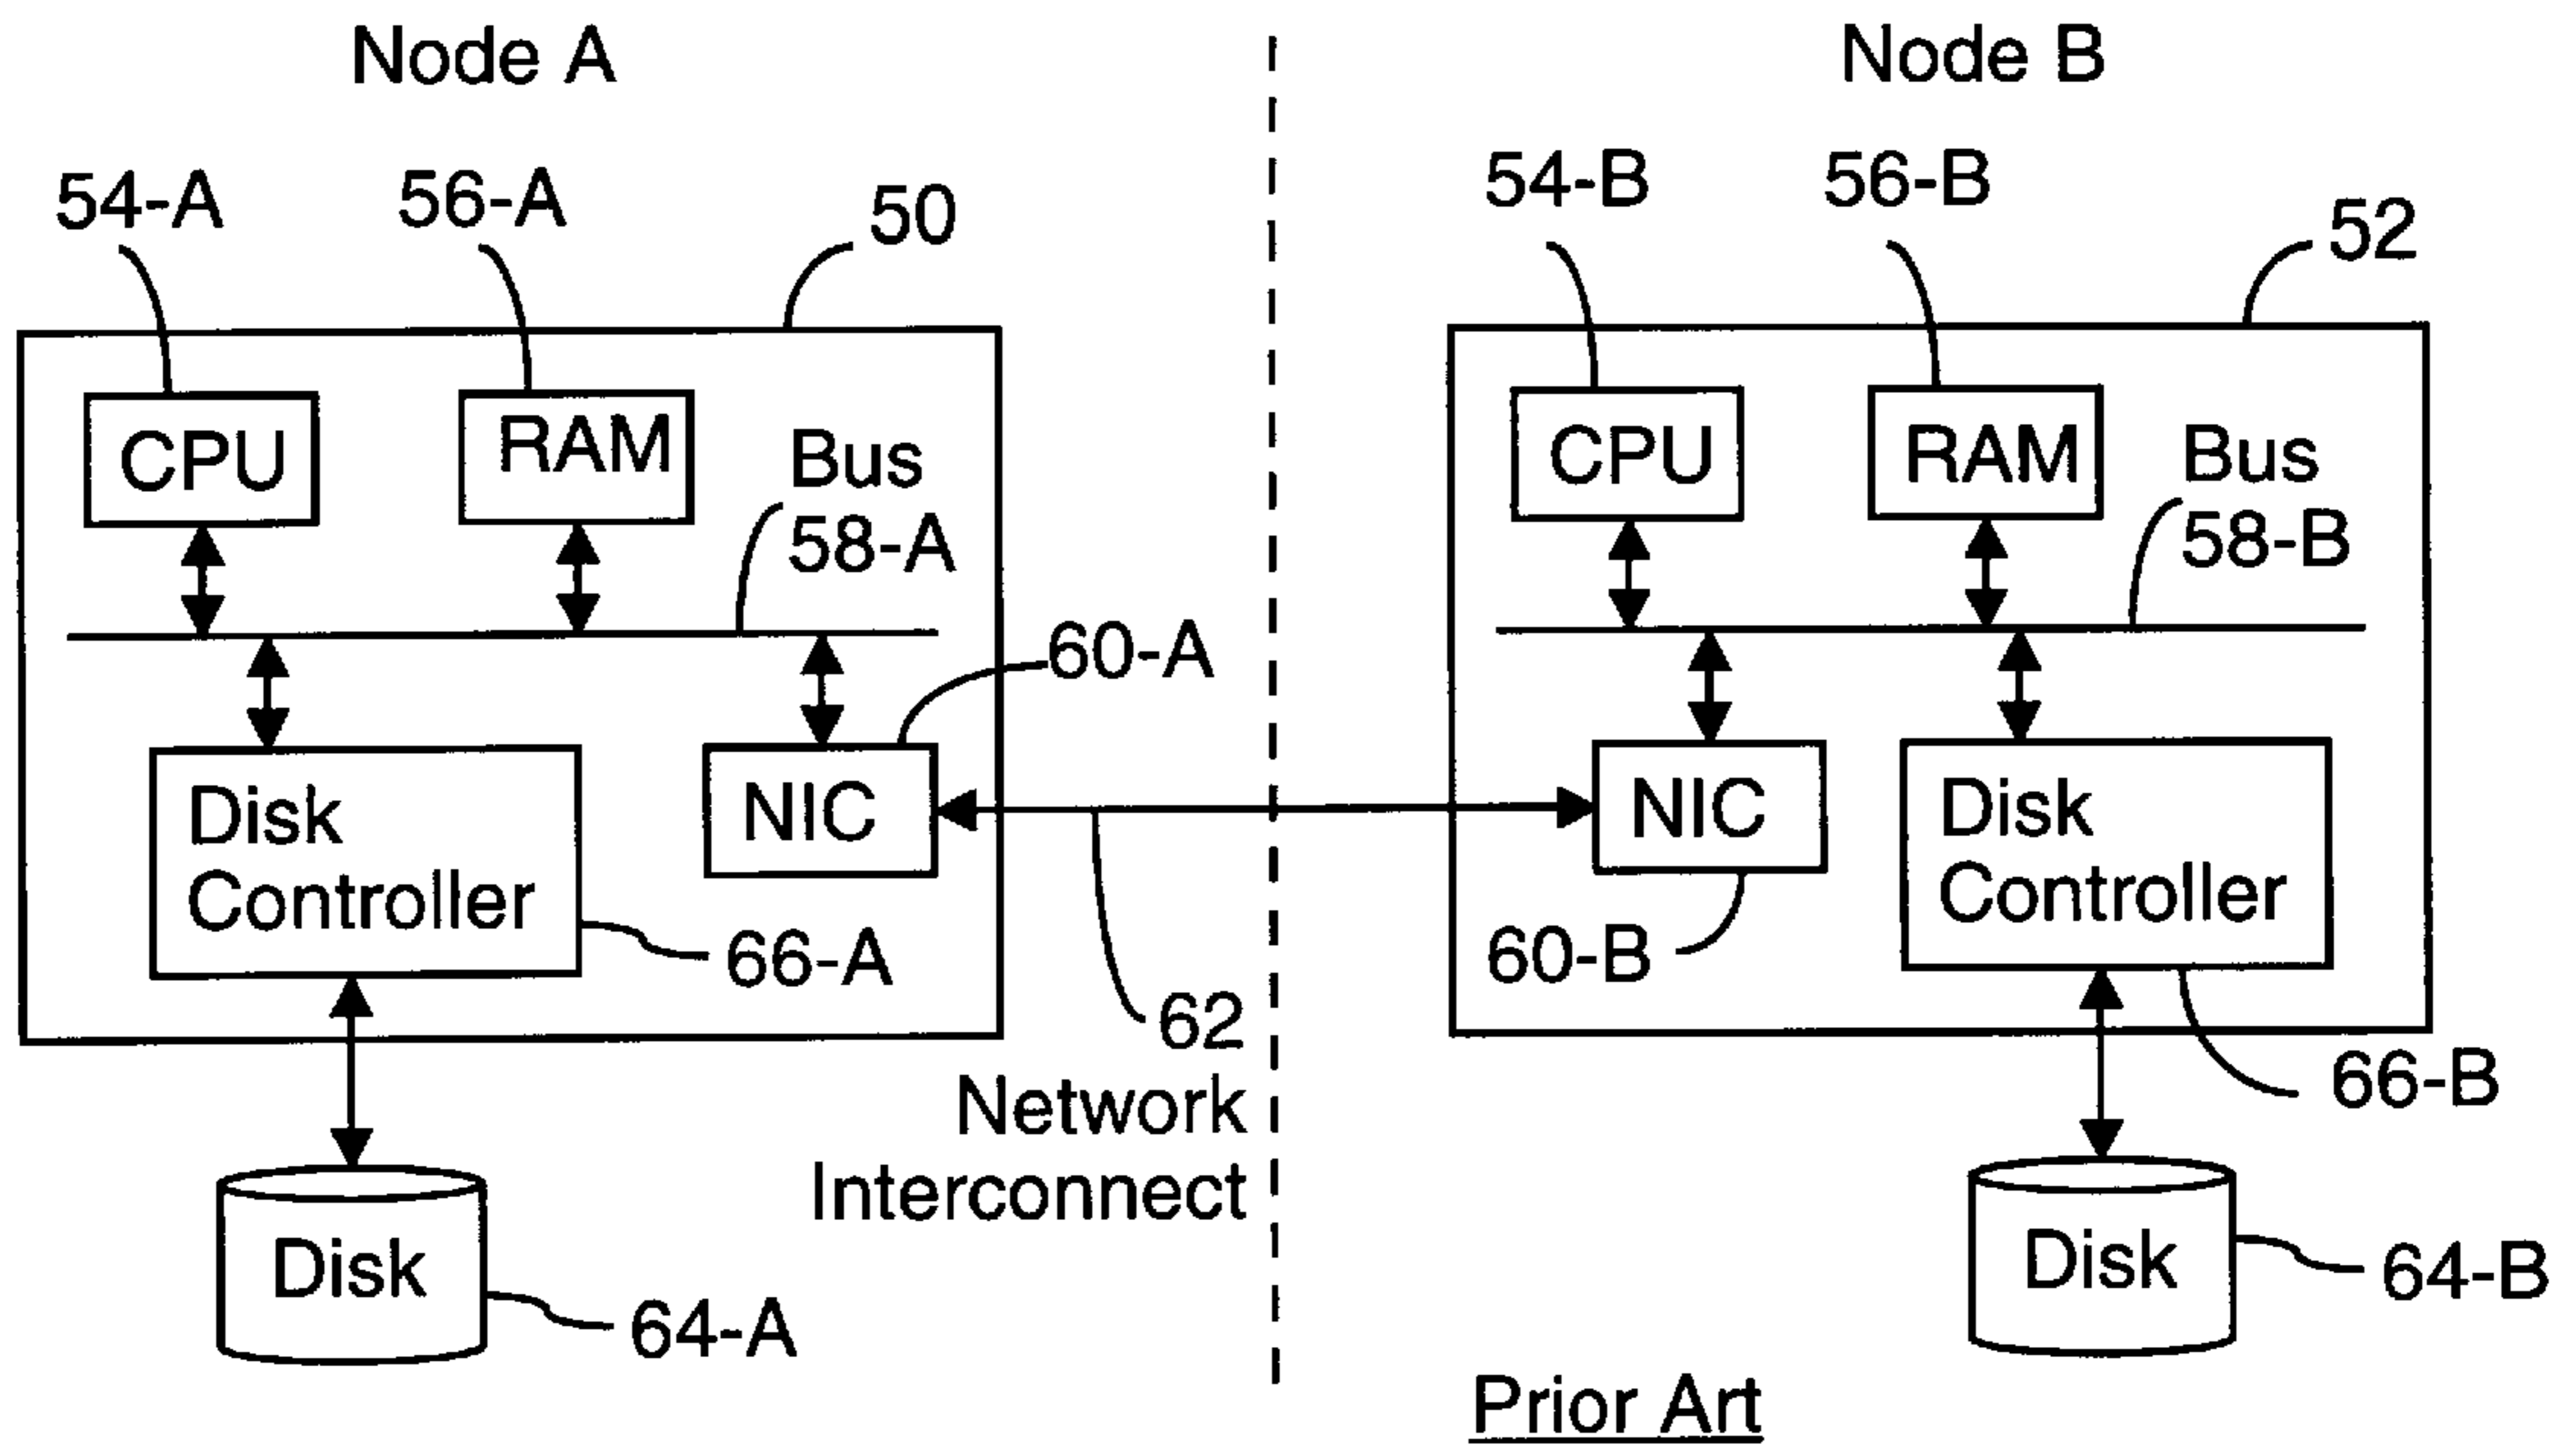 Node A
Node B
54-A
56-A
50
54-B
56-B
52
CPU
RAM
Bus
58-A
CPU
RAM
Bus
58-B
60-A
Disk
Controller
NIC
NIC
Disk
Controller
66-A
60-B
62
66-B
Network
Interconnect
Disk
64-A
Disk
64-B
Prior Art